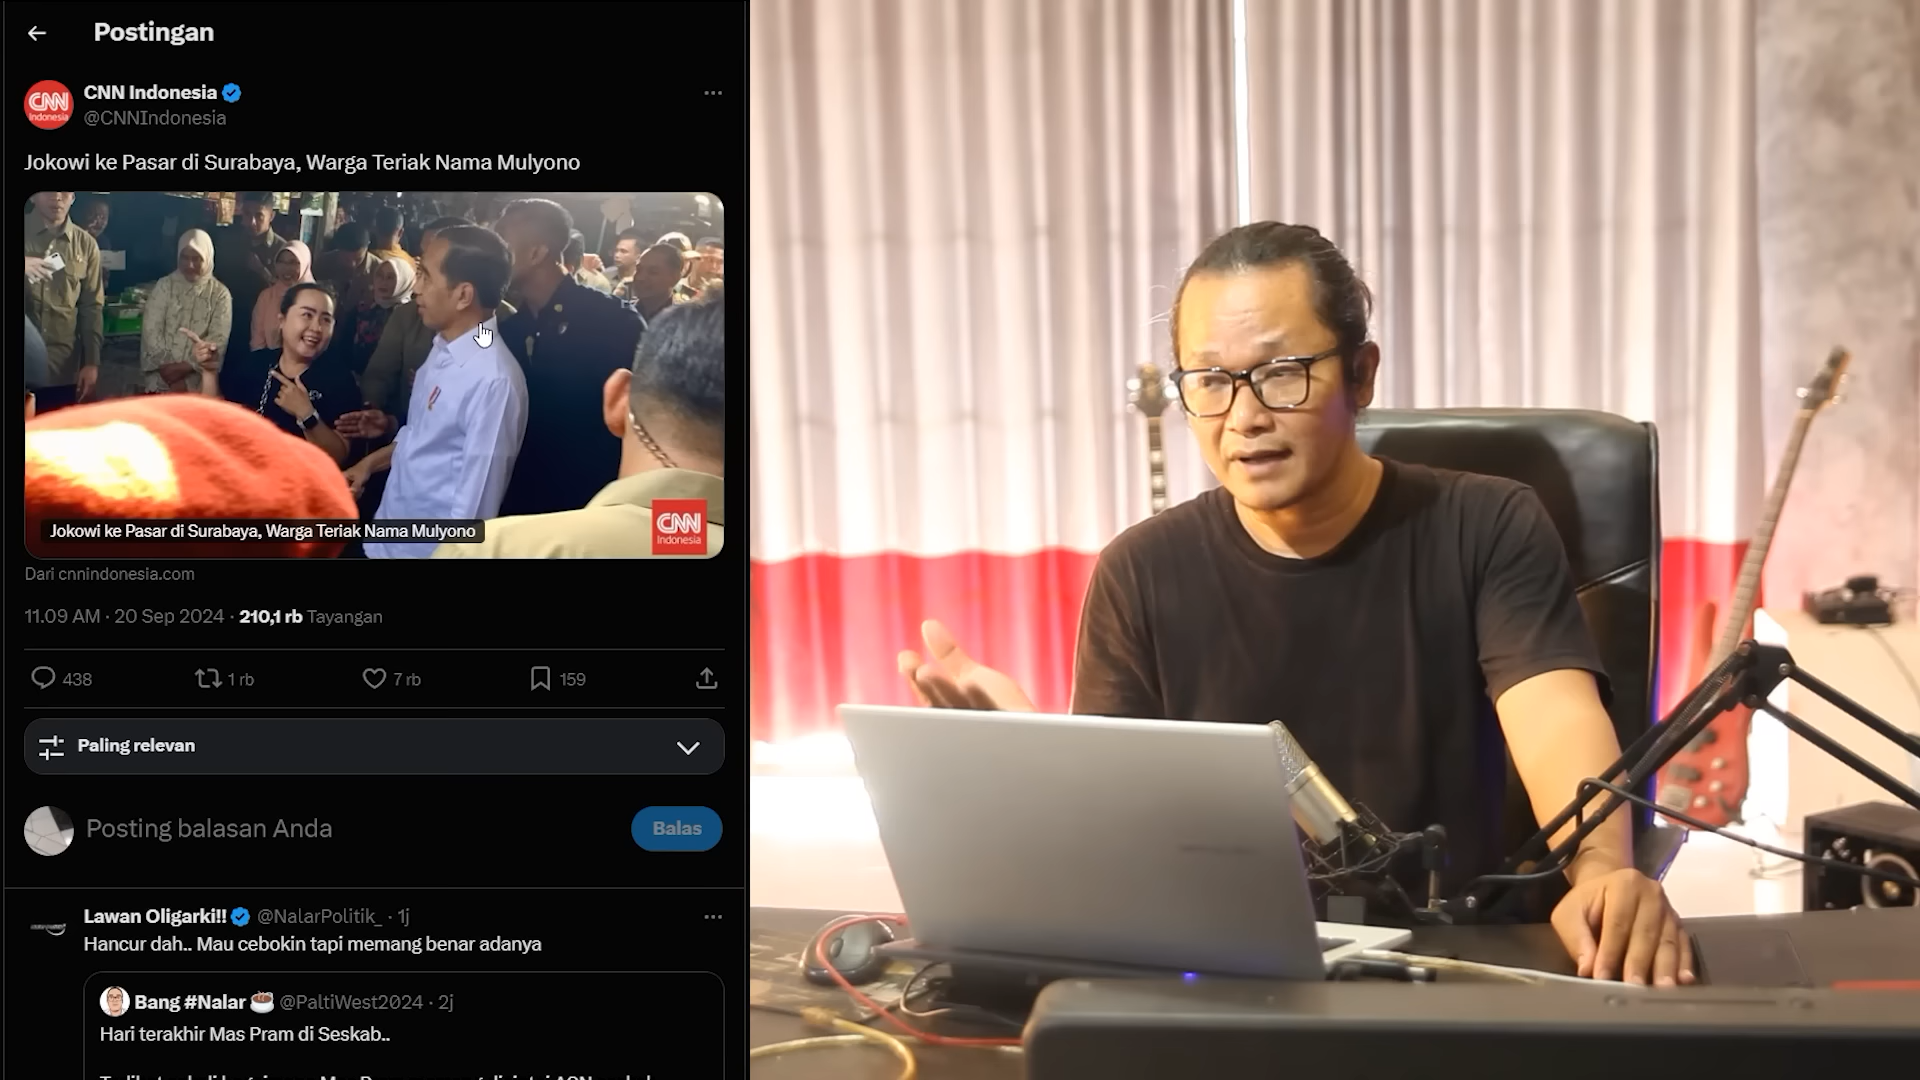 Postingan
CNN Indonesia
@CNNIndonesia
Jokowi ke Pasar di Surabaya, Warga Teriak Nama Mulyono
Jokowi ke Pasar di Surabaya, Warga Teriak Nama Mulyono
CNN
Indonesia
Dari cnnindonesia.com
11.09 AM · 20 Sep 2024 · 210,1 rb Tayangan
438 1 rb 7 rb 159
Paling relevan
Posting balasan Anda
Balas
Lawan Oligarki!! @NalarPolitik_ · 1j
Hancur dah.. Mau cebokin tapi memang benar adanya
Bang #Nalar @PaltiWest2024 · 2j
Hari terakhir Mas Pram di Seskab..